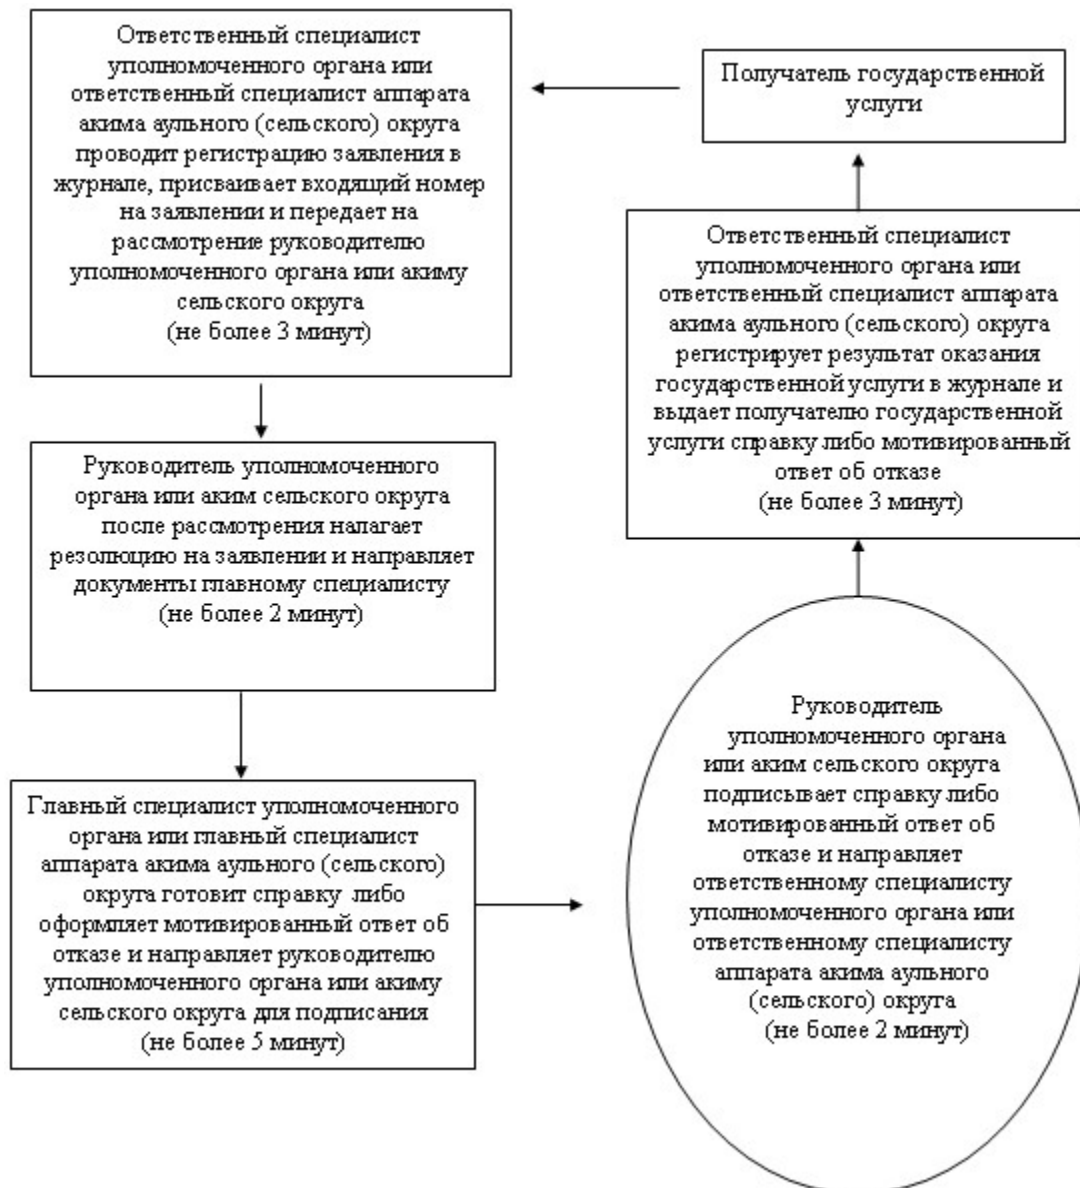 Ответственный специалист
уполномоченного органа или
ответственный специалист аппарата
акима аульного (сельского) округа
проводит регистрацию заявления в
журнале, присваивает входящий номер
на заявлении и передает на
рассмотрение руководителю
уполномоченного органа или акиму
сельского округа
(не более 3 минут)
Получатель государственной
услуги
Руководитель уполномоченного
органа или аким сельского округа
после рассмотрения налагает
резолюцию на заявлении и направляет
документы главному специалисту
(не более 2 минут)
Главный специалист уполномоченного
органа или главный специалист
аппарата акима аульного (сельского)
округа готовит справку либо
оформляет мотивированный ответ об
отказе и направляет руководителю
уполномоченного органа или акиму
сельского округа для подписания
(не более 5 минут)
Руководитель
уполномоченного органа
или аким сельского округа
подписывает справку либо
мотивированный ответ об
отказе и направляет
ответственному специалисту
уполномоченного органа или
ответственному специалисту
аппарата акима аульного
(сельского) округа
(не более 2 минут)
Ответственный специалист
уполномоченного органа или
ответственный специалист аппарата
акима аульного (сельского) округа
регистрирует результат оказания
государственной услуги в журнале и
выдает получателю государственной
услуги справку либо мотивированный
ответ об отказе
(не более 3 минут)